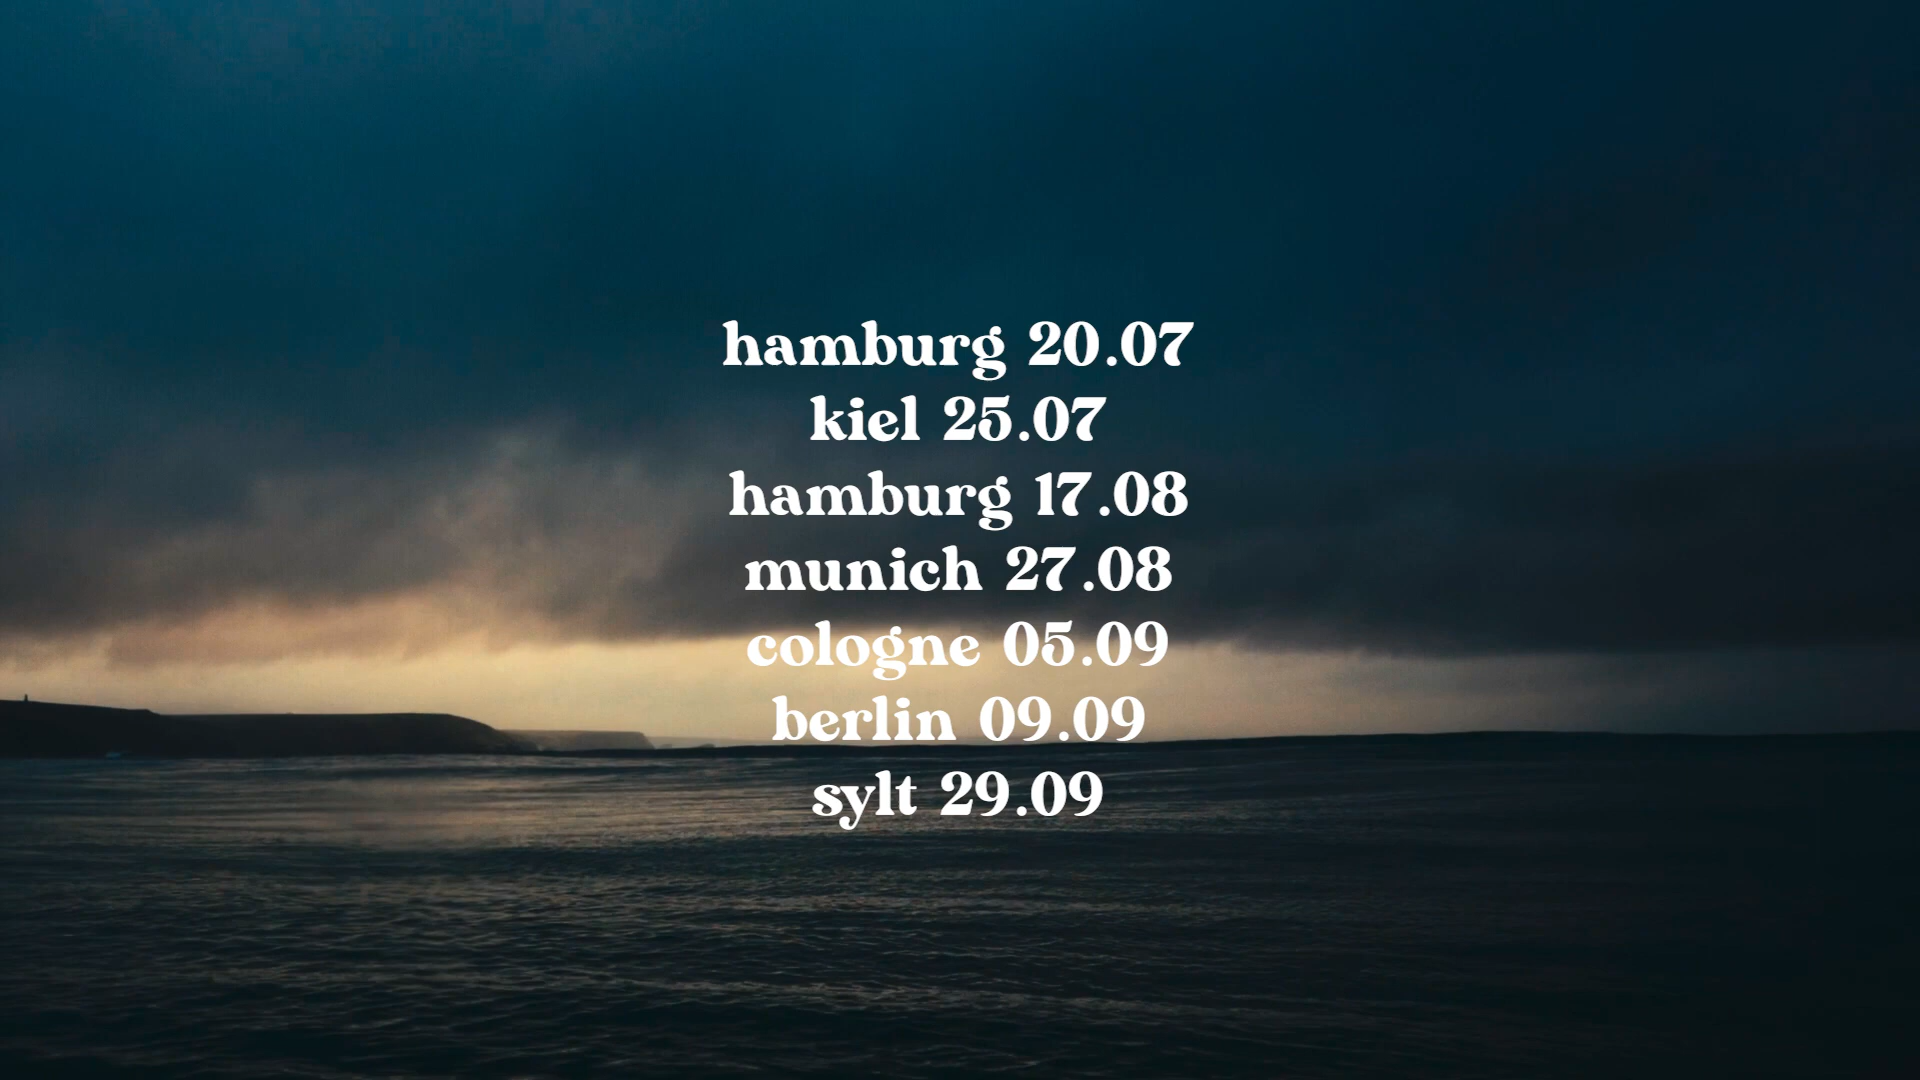 hamburg 20.07
kiel 25.07
hamburg 17.08
munich 27.08
cologne 05.09
berlin 09.09
sylt 29.09